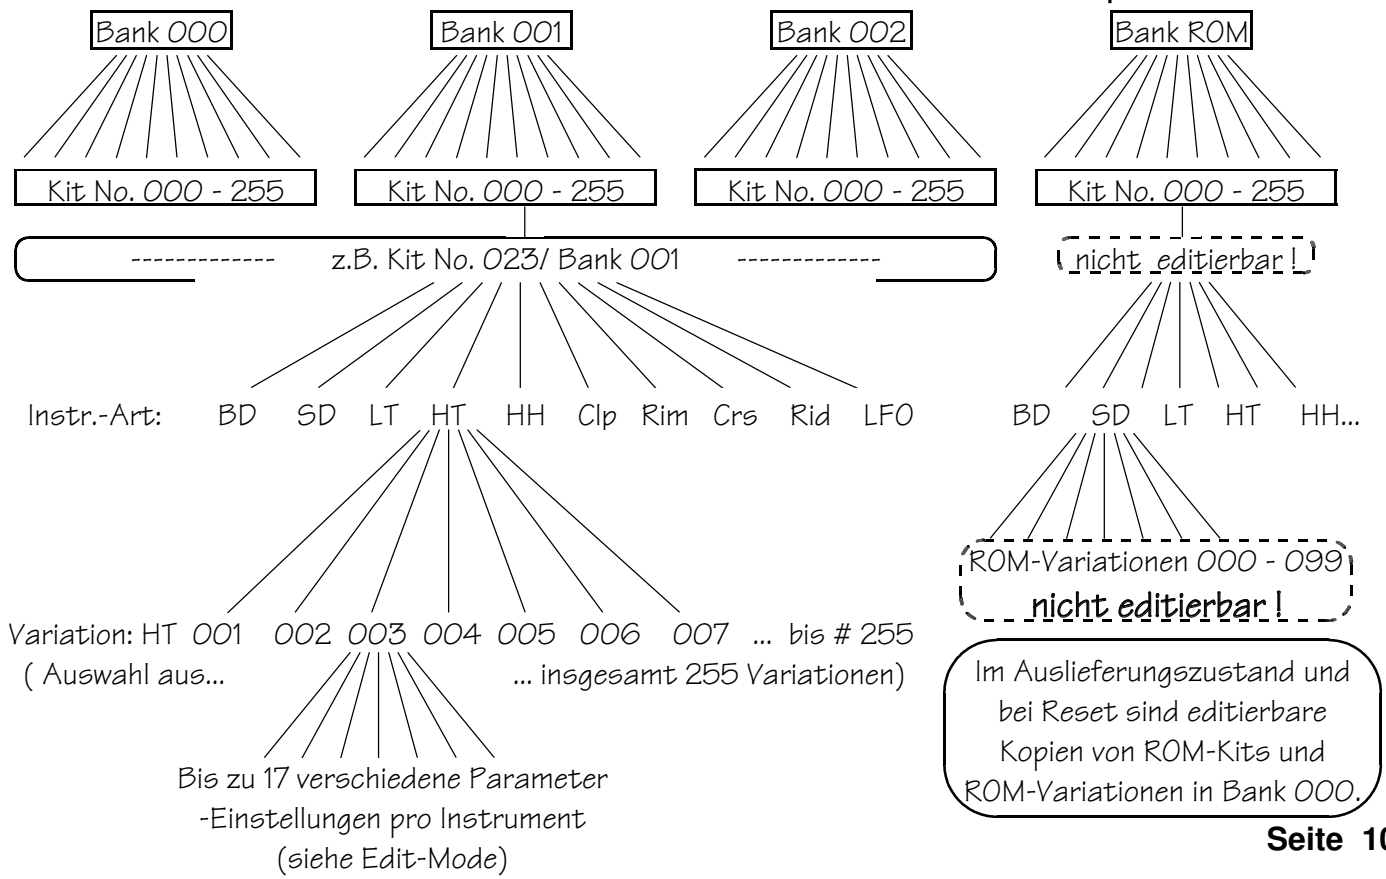 Bank 000 Bank 001 Bank 002 Bank ROM
Kit No. 000 - 255 Kit No. 000 - 255 Kit No. 000 - 255 Kit No. 000 - 255
------------- z.B. Kit No. 023/ Bank 001 -------------
nicht editierbar !
Instr.-Art: BD SD LT HT HH Clp Rim Crs Rid LFO
BD SD LT HT HH...
ROM-Variationen 000 - 099
nicht editierbar !
Variation: HT 001 002 003 004 005 006 007 ... bis # 255
( Auswahl aus... ... insgesamt 255 Variationen)
Im Auslieferungszustand und
bei Reset sind editierbare
Kopien von ROM-Kits und
ROM-Variationen in Bank 000.
Bis zu 17 verschiedene Parameter
-Einstellungen pro Instrument
(siehe Edit-Mode)
Seite 10